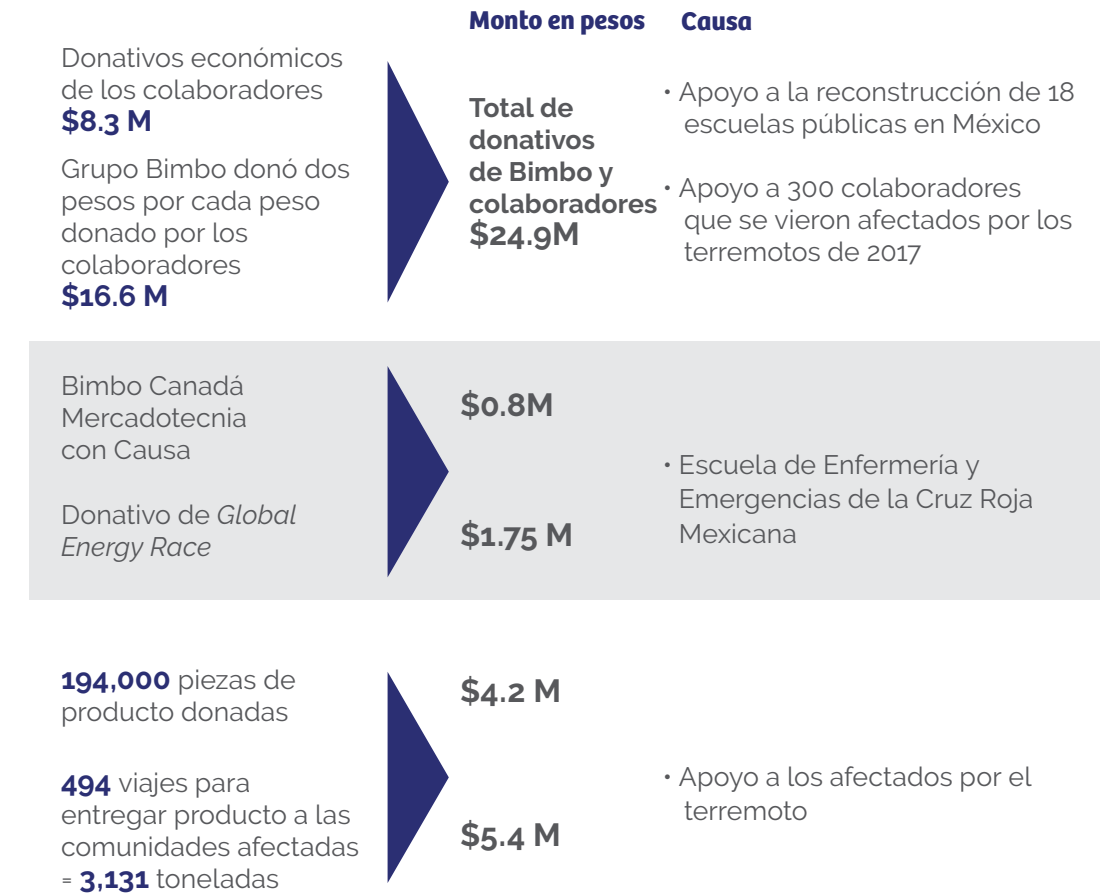 Monto en pesos
Causa
Donativos económicos
de los colaboradores
$8.3 M
Grupo Bimbo donó dos
pesos por cada peso
donado por los
colaboradores
$16.6 M
Total de
donativos
de Bimbo y
colaboradores
$24.9M
• Apoyo a la reconstrucción de 18
escuelas públicas en México
• Apoyo a 300 colaboradores
que se vieron afectados por los
terremotos de 2017
Bimbo Canadá
Mercadotecnia
con Causa
$0.8M
Donativo de Global
Energy Race
$1.75 M
• Escuela de Enfermería y
Emergencias de la Cruz Roja
Mexicana
194,000 piezas de
producto donadas
$4.2 M
494 viajes para
entregar producto a las
comunidades afectadas
= 3,131 toneladas
$5.4 M
• Apoyo a los afectados por el
terremoto